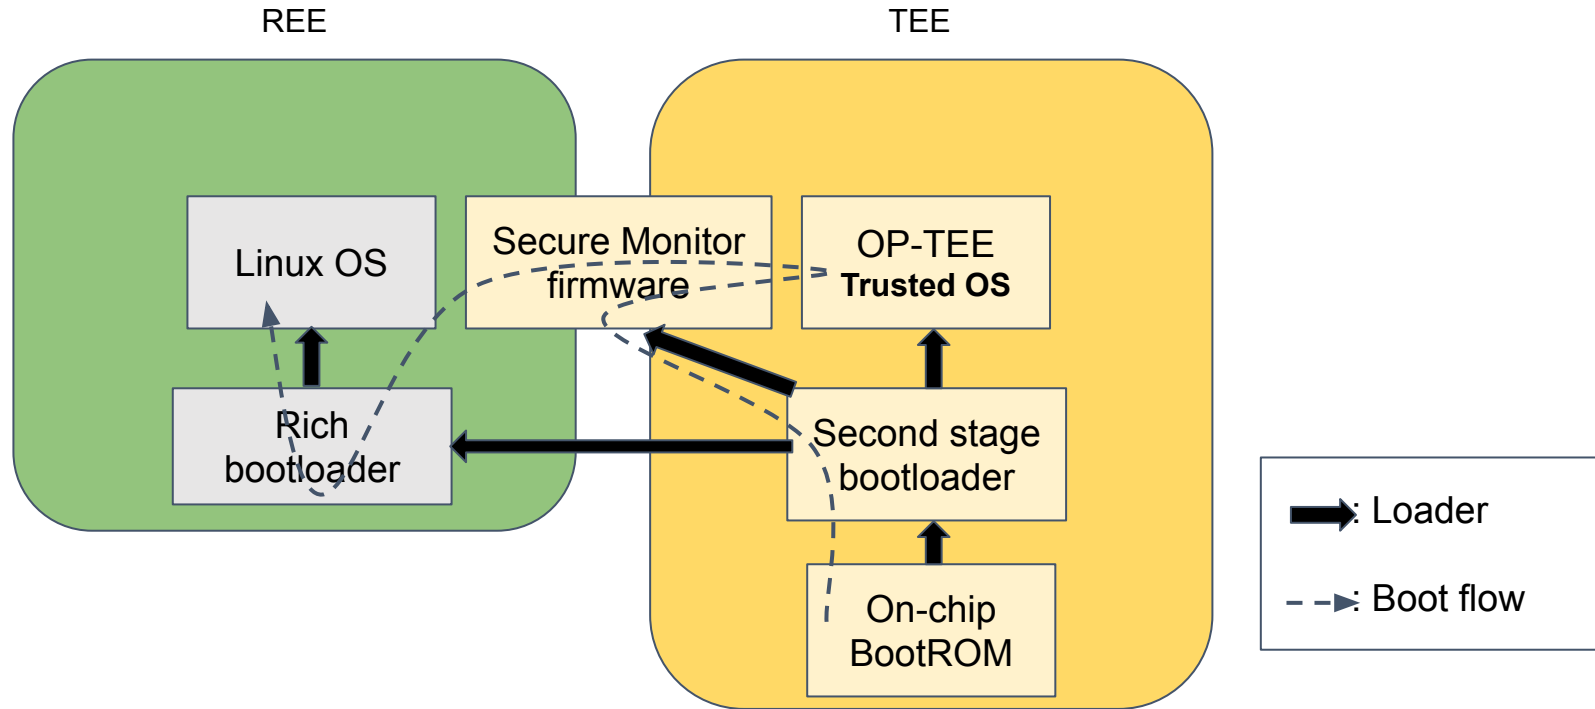 REE
TEE
Linux OS
Secure Monitor
firmware
OP-TEE
Trusted OS
Rich
bootloader
Second stage
bootloader
On-chip
BootROM
: Loader
: Boot flow